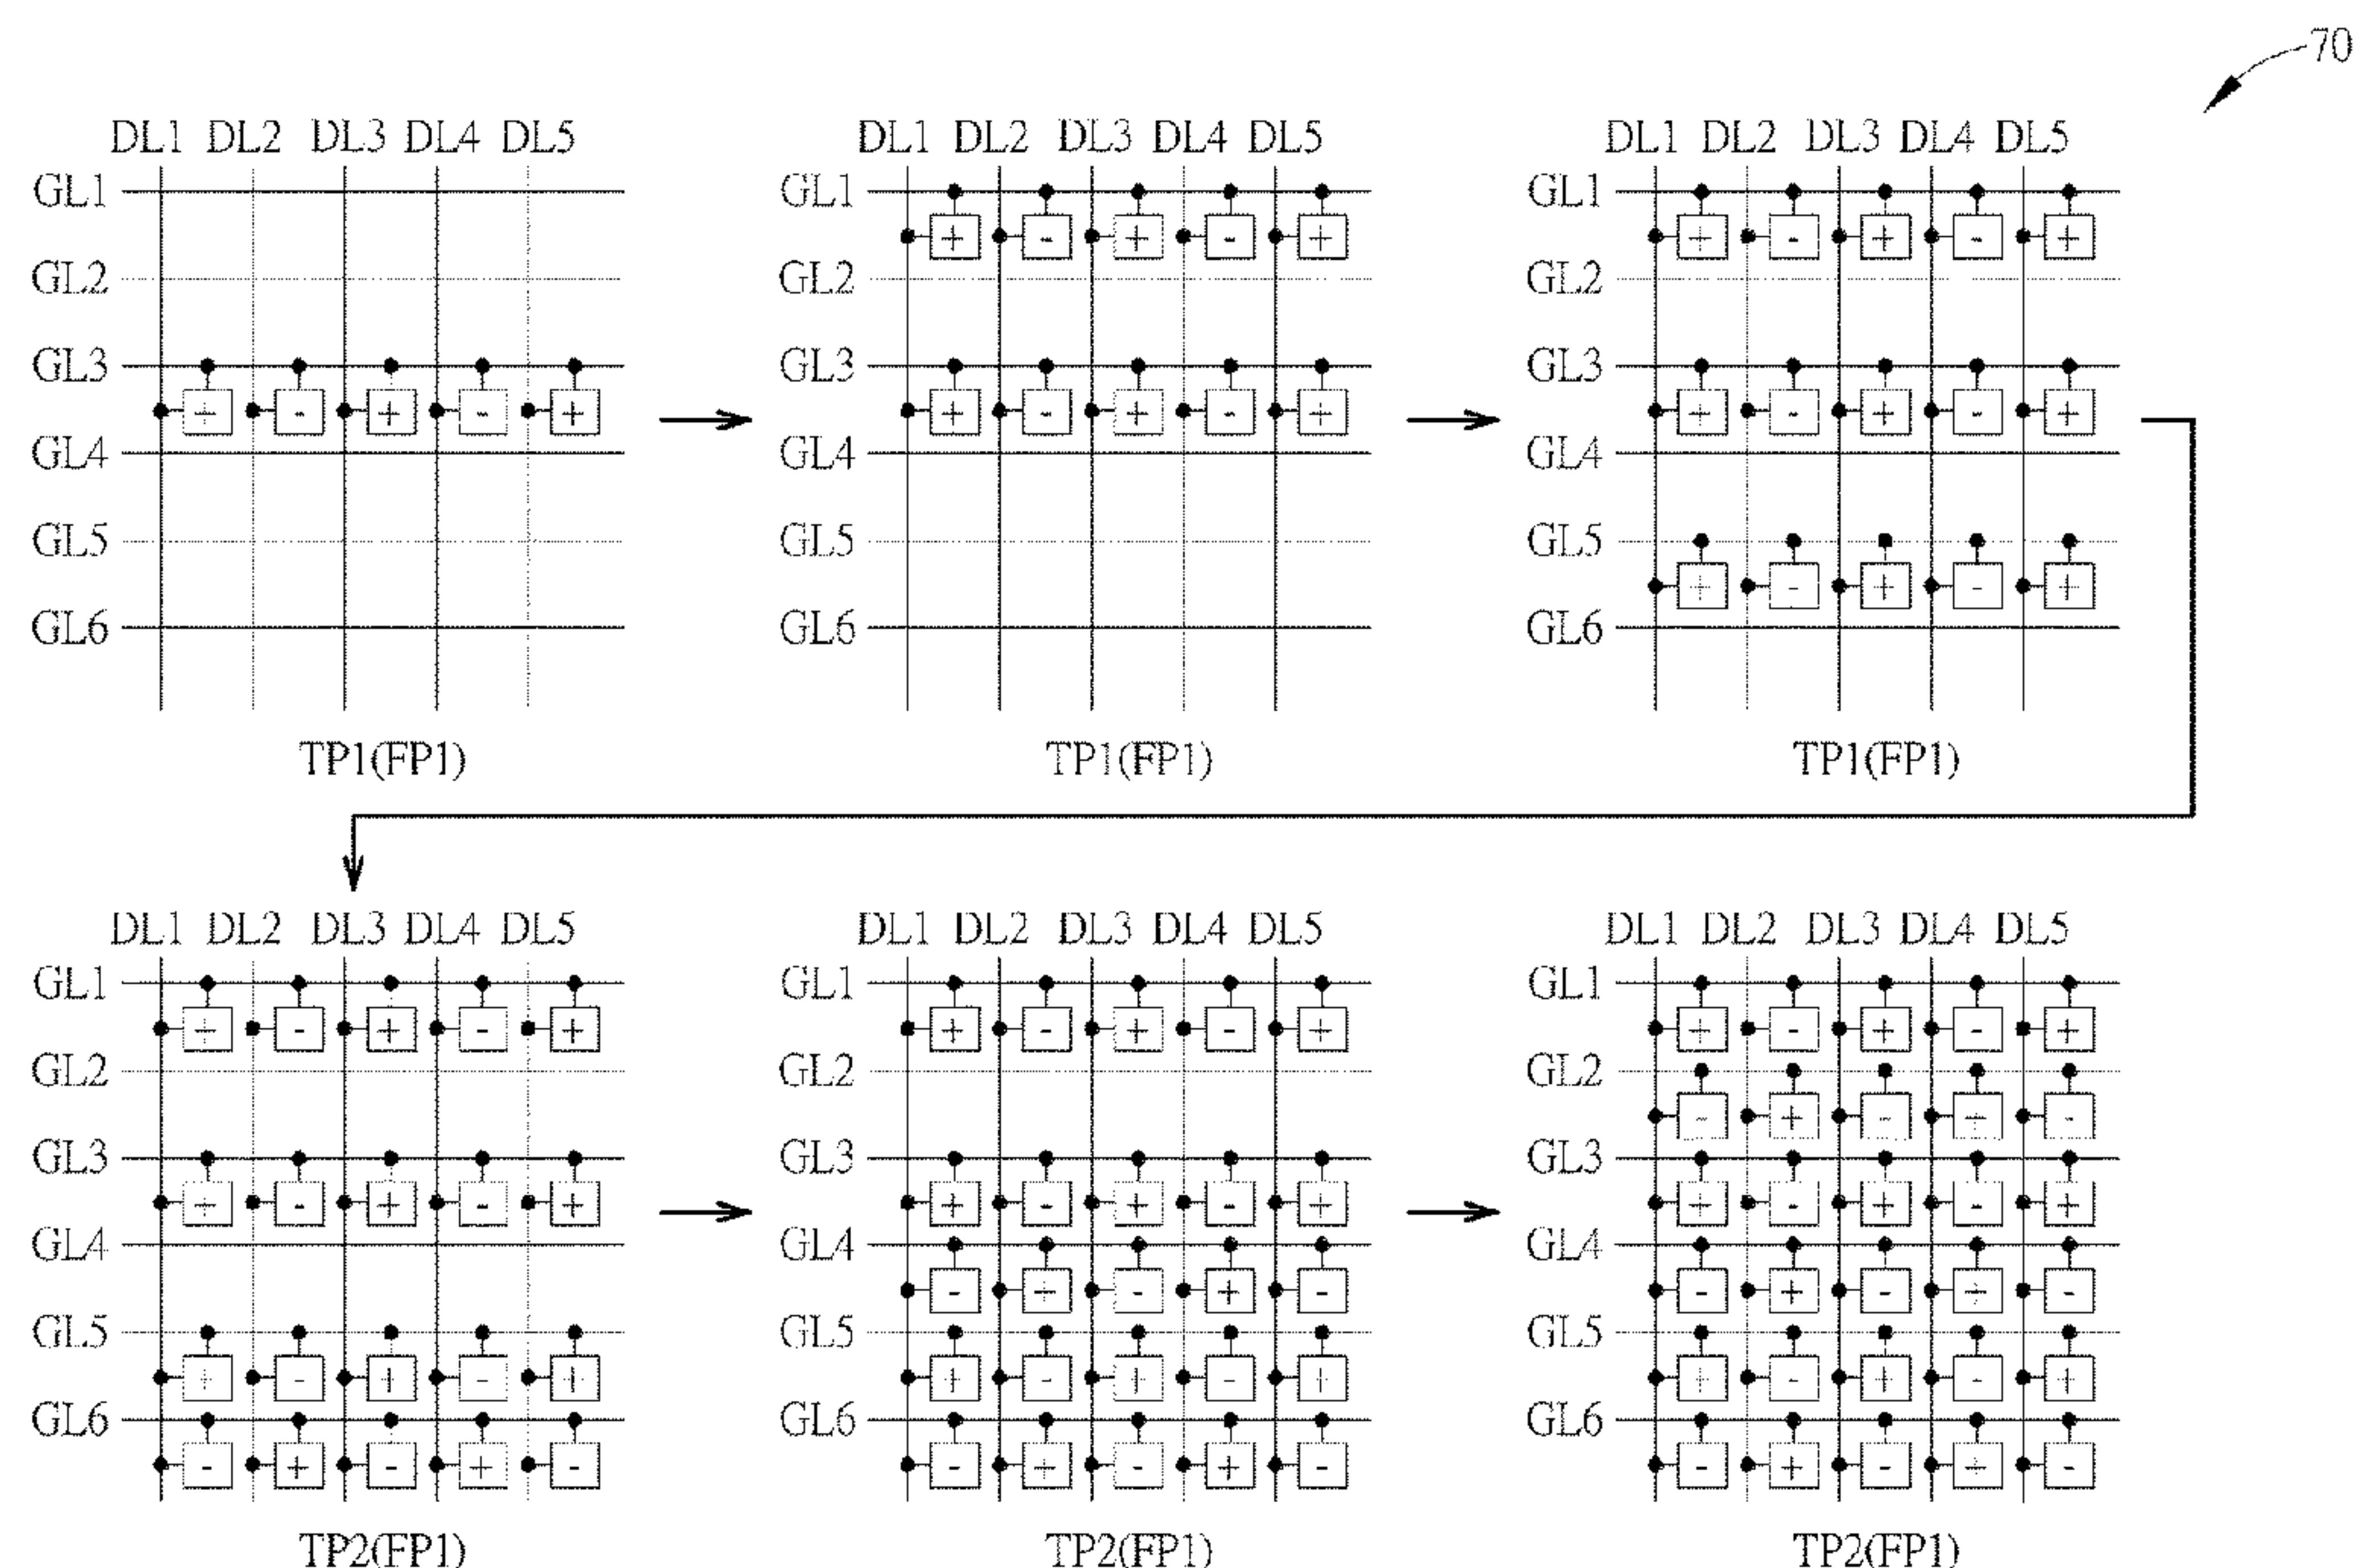 70
DL1 DL2 DL3 DL4 DL5
GL1
GL2
GL3
+ - + - +
GL4
GL5
GL6
TP1(FP1)
DL1 DL2 DL3 DL4 DL5
GL1
+ - + - +
GL2
GL3
+ - + - +
GL4
GL5
GL6
TP1(FP1)
DL1 DL2 DL3 DL4 DL5
GL1
+ - + - +
GL2
GL3
+ - + - +
GL4
GL5
+ - + - +
GL6
TP1(FP1)
DL1 DL2 DL3 DL4 DL5
GL1
+ - + - +
GL2
GL3
+ - + - +
GL4
GL5
+ - + - +
GL6
- + - + -
TP2(FP1)
DL1 DL2 DL3 DL4 DL5
GL1
+ - + - +
GL2
GL3
+ - + - +
GL4
- + - + -
GL5
+ - + - +
GL6
- + - + -
TP2(FP1)
DL1 DL2 DL3 DL4 DL5
GL1
+ - + - +
GL2
- + - + -
GL3
+ - + - +
GL4
- + - + -
GL5
+ - + - +
GL6
- + - + -
TP2(FP1)